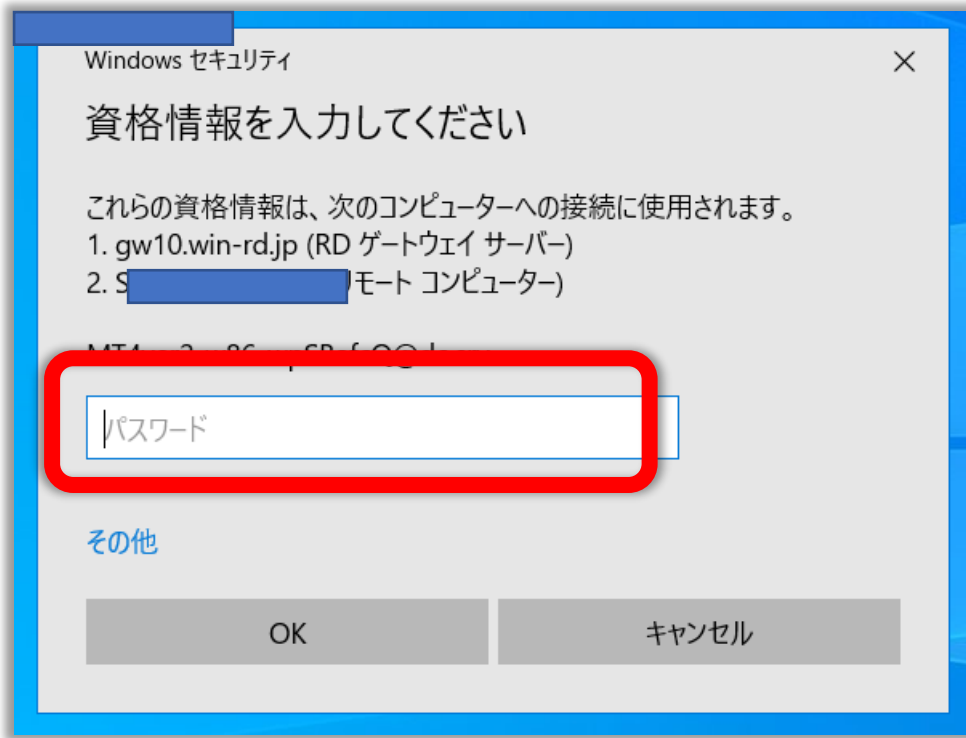 Windows セキュリティ
資格情報を入力してください
これらの資格情報は、次のコンピューターへの接続に使用されます。
1. gw10.win-rd.jp (RD ゲートウェイ サーバー)
2. S モート コンピューター)
パスワード
その他
OK
キャンセル